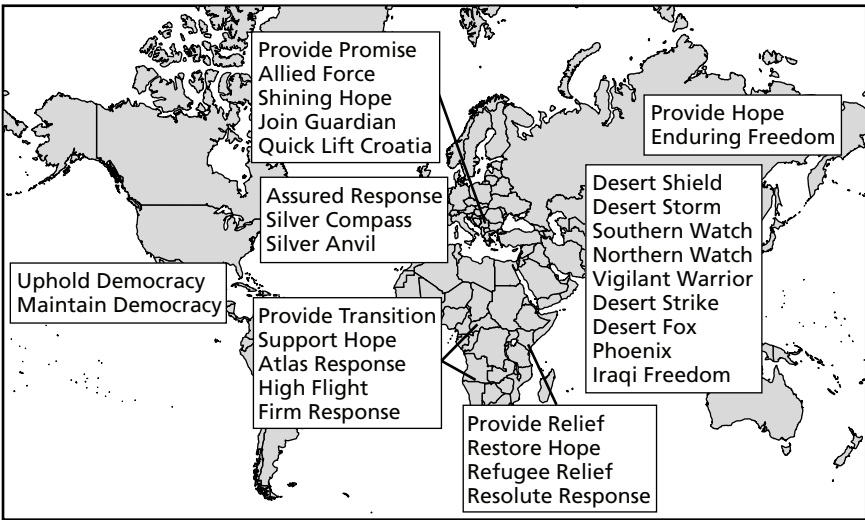 Provide Promise
Allied Force
Shining Hope
Join Guardian
Quick Lift Croatia
Provide Hope
Enduring Freedom
Assured Response
Silver Compass
Silver Anvil
Desert Shield
Desert Storm
Southern Watch
Northern Watch
Vigilant Warrior
Desert Strike
Desert Fox
Phoenix
Iraqi Freedom
Uphold Democracy
Maintain Democracy
Provide Transition
Support Hope
Atlas Response
High Flight
Firm Response
Provide Relief
Restore Hope
Refugee Relief
Resolute Response